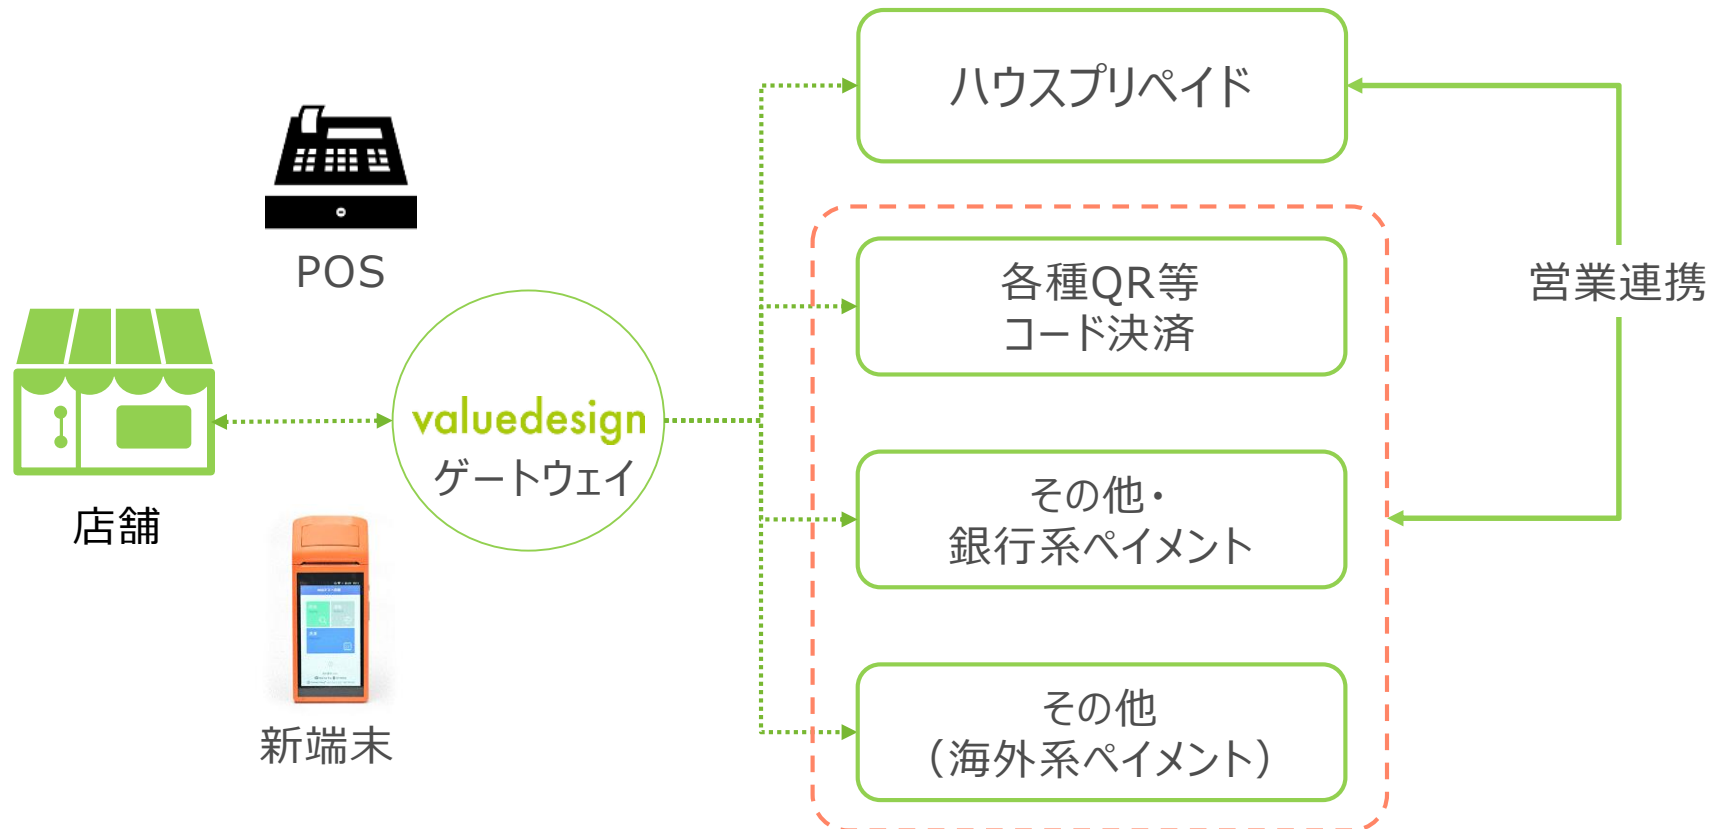 ハウスプリペイド
POS
各種QR等
コード決済
営業連携
valuedesign
ゲートウェイ
店舗
その他・
銀行系ペイメント
新端末
その他
（海外系ペイメント）